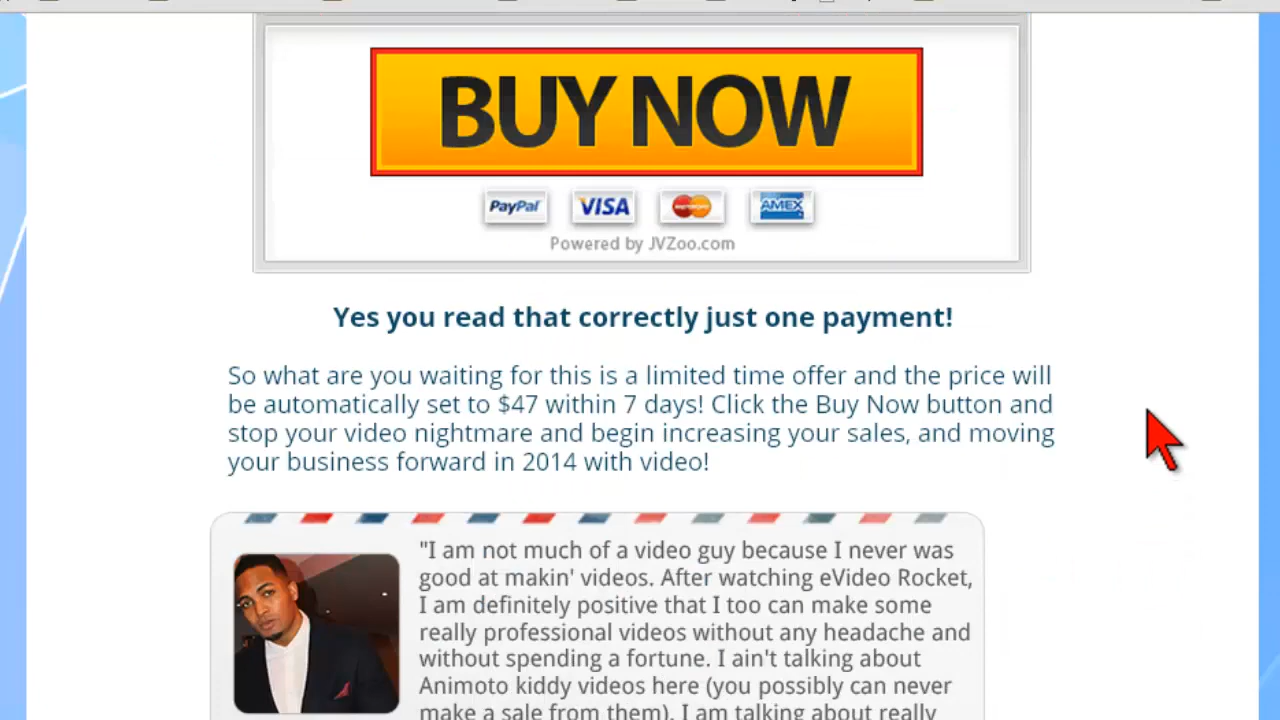 BUY NOW
PayPal VISA MasterCard AMEX
Powered by JVZoo.com
Yes you read that correctly just one payment!
So what are you waiting for this is a limited time offer and the price will
be automatically set to $47 within 7 days! Click the Buy Now button and
stop your video nightmare and begin increasing your sales, and moving
your business forward in 2014 with video!
"I am not much of a video guy because I never was
good at makin' videos. After watching eVideo Rocket,
I am definitely positive that I too can make some
really professional videos without any headache and
without spending a fortune. I ain't talking about
Animoto kiddy videos here (you possibly can never
make a sale from them). I am talking about really